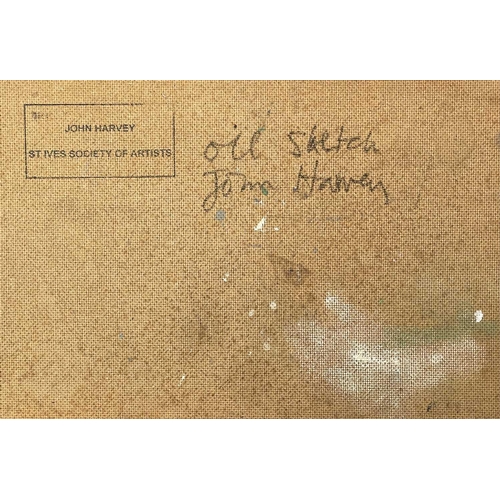 JOHN HARVEY
ST IVES SOCIETY OF ARTISTS
oil Sketch
John Harvey